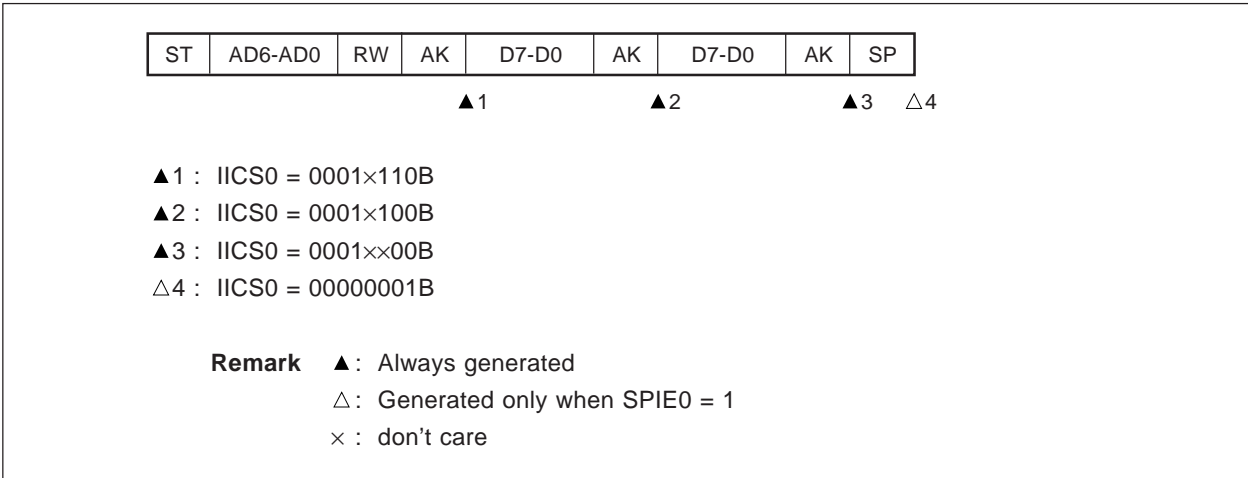 ST AD6-AD0 RW AK D7-D0 AK D7-D0 AK SP
▲1 ▲2 ▲3 △4
▲1 : IICS0 = 0001×110B
▲2 : IICS0 = 0001×100B
▲3 : IICS0 = 0001××00B
△4 : IICS0 = 00000001B
Remark ▲ : Always generated
△ : Generated only when SPIE0 = 1
× : don't care